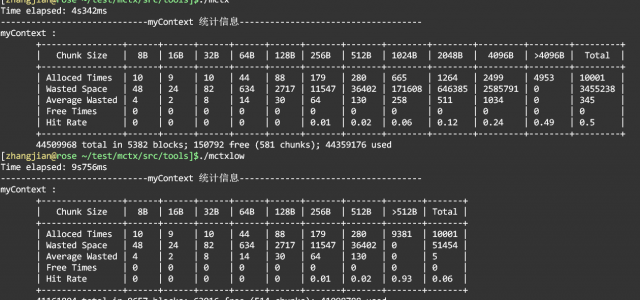 [zhangjian@rose ~/test/mctx/src/tools]$./mctx
Time elapsed: 4s342ms
-----------------------myContext 统计信息-----------------------------------
myContext :
| Chunk Size | 8B | 16B | 32B | 64B | 128B | 256B | 512B | 1024B | 2048B | 4096B | >4096B | Total |
| Alloced Times | 10 | 9 | 10 | 44 | 88 | 179 | 280 | 665 | 1264 | 2499 | 4953 | 10001 |
| Wasted Space | 48 | 24 | 82 | 634 | 2717 | 11547 | 36402 | 171608 | 646385 | 2585791 | 0 | 3455238 |
| Average Wasted | 4 | 2 | 8 | 14 | 30 | 64 | 130 | 258 | 511 | 1034 | 0 | 345 |
| Free Times | 0 | 0 | 0 | 0 | 0 | 0 | 0 | 0 | 0 | 0 | 0 | 0 |
| Hit Rate | 0 | 0 | 0 | 0 | 0 | 0.01 | 0.02 | 0.06 | 0.12 | 0.24 | 0.49 | 0.5 |
44509968 total in 5382 blocks; 150792 free (581 chunks); 44359176 used
[zhangjian@rose ~/test/mctx/src/tools]$./mctxlow
Time elapsed: 9s756ms
-----------------------myContext 统计信息-----------------------------------
myContext :
| Chunk Size | 8B | 16B | 32B | 64B | 128B | 256B | 512B | >512B | Total |
| Alloced Times | 10 | 9 | 10 | 44 | 88 | 179 | 280 | 9381 | 10001 |
| Wasted Space | 48 | 24 | 82 | 634 | 2717 | 11547 | 36402 | 0 | 51454 |
| Average Wasted | 4 | 2 | 8 | 14 | 30 | 64 | 130 | 0 | 5 |
| Free Times | 0 | 0 | 0 | 0 | 0 | 0 | 0 | 0 | 0 |
| Hit Rate | 0 | 0 | 0 | 0 | 0 | 0.01 | 0.02 | 0.93 | 0.06 |